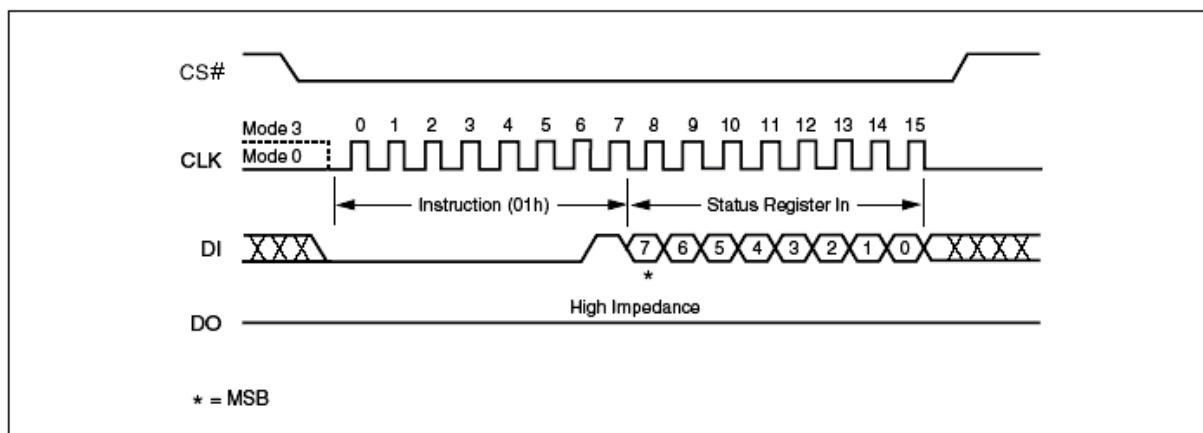 CS#
Mode 3
0 1 2 3 4 5 6 7 8 9 10 11 12 13 14 15
CLK
Mode 0
Instruction (01h)
Status Register In
DI
7 6 5 4 3 2 1 0
*
High Impedance
DO
* = MSB